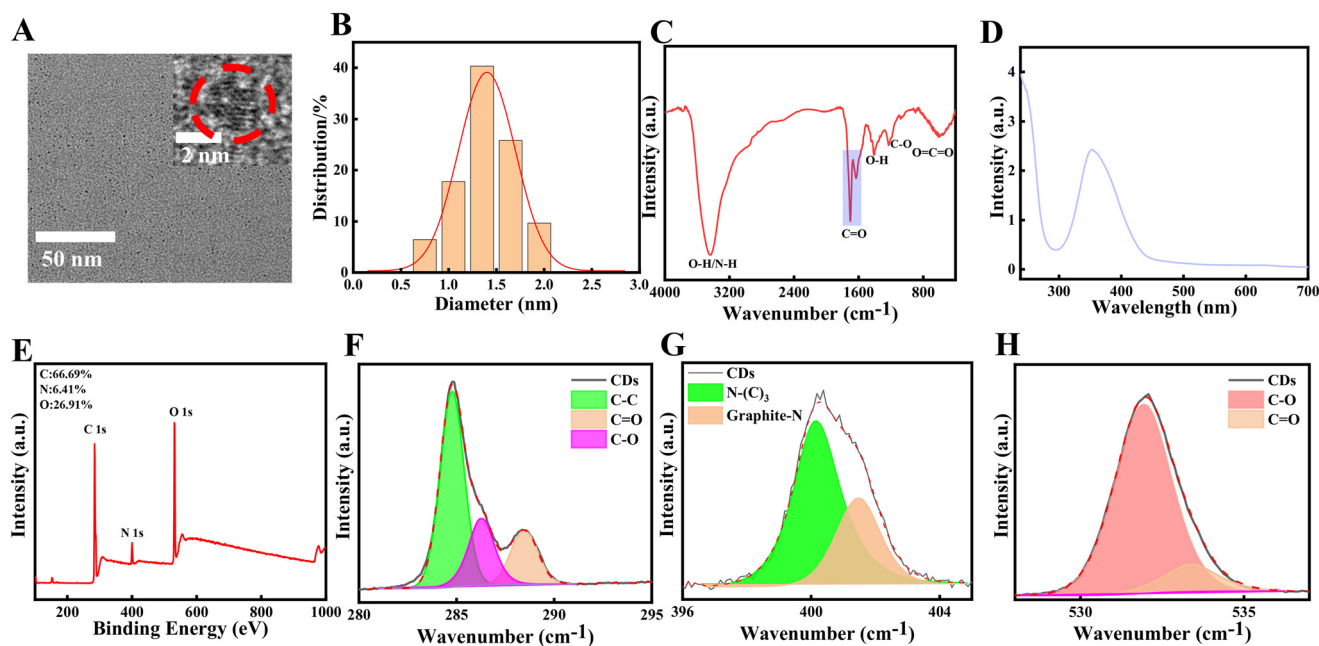 A
2 nm
50 nm
B
Distribution/%
40
30
20
10
0
0.0 0.5 1.0 1.5 2.0 2.5 3.0
Diameter (nm)
C
Intensity (a.u.)
O-H
C-O
O=C=O
C=O
O-H/N-H
4000 3200 2400 1600 800
Wavenumber (cm-1)
D
Intensity (a.u.)
4
3
2
1
0
300 400 500 600 700
Wavelength (nm)
E
Intensity (a.u.)
C:66.69%
N:6.41%
O:26.91%
O 1s
C 1s
N 1s
200 400 600 800 1000
Binding Energy (eV)
F
Intensity (a.u.)
CDs
C-C
C=O
C-O
280 285 290 295
Wavenumber (cm-1)
G
Intensity (a.u.)
CDs
N-(C)3
Graphite-N
396 400 404
Wavenumber (cm-1)
H
Intensity (a.u.)
CDs
C-O
C=O
530 535
Wavenumber (cm-1)